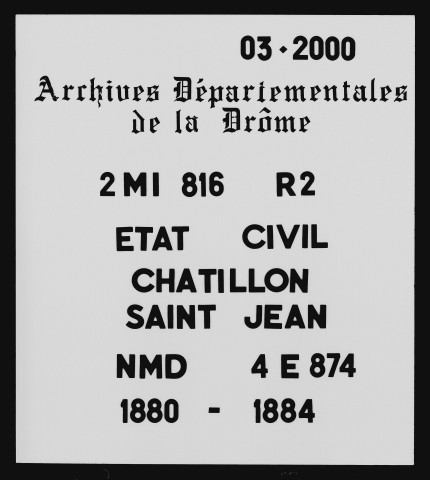 03·2000
Archives Départementales
de la Drôme
2 MI 816 R2
ETAT CIVIL
CHATILLON
SAINT JEAN
NMD 4 E 874
1880 - 1884